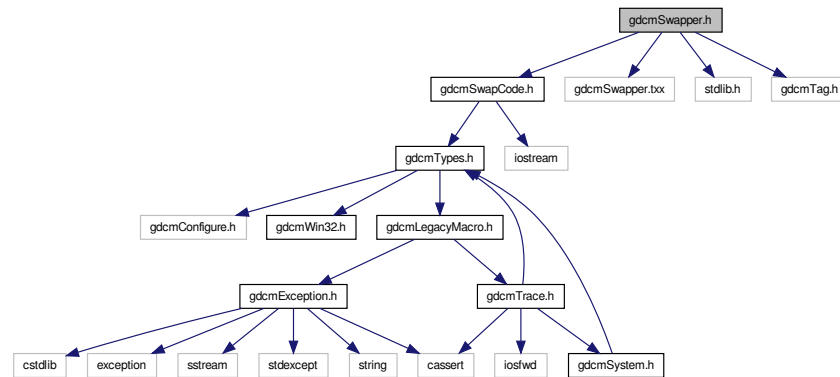 gdcmSwapper.h
gdcmSwapCode.h
gdcmSwapper.txx
stdlib.h
gdcmTag.h
gdcmTypes.h
iostream
gdcmConfigure.h
gdcmWin32.h
gdcmLegacyMacro.h
gdcmException.h
gdcmTrace.h
cstdlib
exception
sstream
stdexcept
string
cassert
iosfwd
gdcmSystem.h